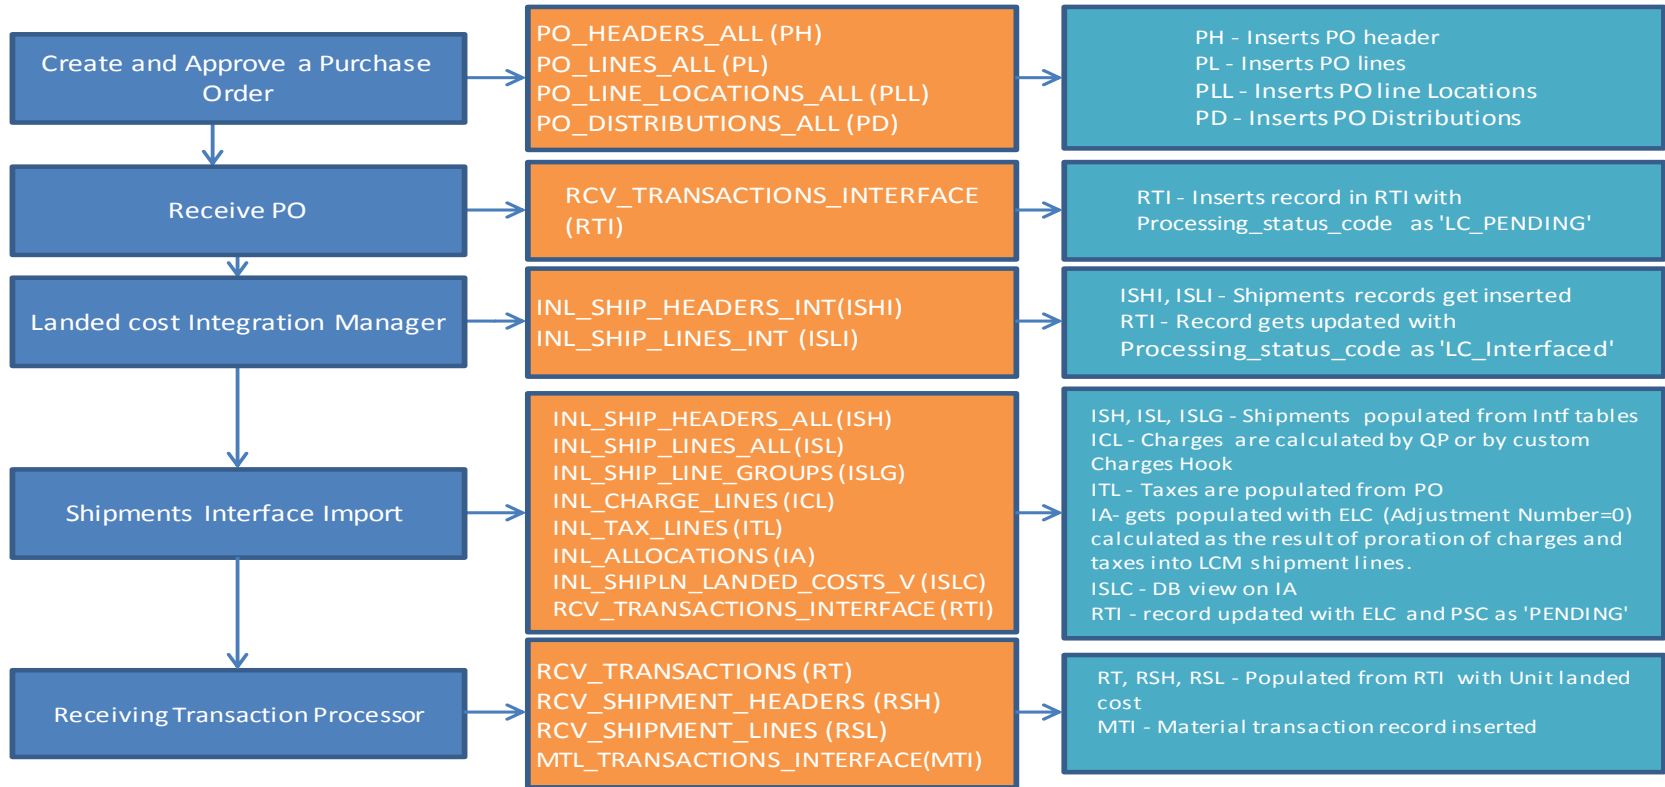 Create and Approve a Purchase
Order
PO_HEADERS_ALL (PH)
PO_LINES_ALL (PL)
PO_LINE_LOCATIONS_ALL (PLL)
PO_DISTRIBUTIONS_ALL (PD)
PH - Inserts PO header
PL - Inserts PO lines
PLL - Inserts PO line Locations
PD - Inserts PO Distributions
Receive PO
RCV_TRANSACTIONS_INTERFACE
(RTI)
RTI - Inserts record in RTI with
Processing_status_code as 'LC_PENDING'
Landed cost Integration Manager
INL_SHIP_HEADERS_INT(ISHI)
INL_SHIP_LINES_INT (ISLI)
ISHI, ISLI - Shipments records get inserted
RTI - Record gets updated with
Processing_status_code as 'LC_Interfaced'
Shipments Interface Import
INL_SHIP_HEADERS_ALL(ISH)
INL_SHIP_LINES_ALL(ISL)
INL_SHIP_LINE_GROUPS(ISLG)
INL_CHARGE_LINES(ICL)
INL_TAX_LINES(ITL)
INL_ALLOCATIONS(IA)
INL_SHIPLN_LANDED_COSTS_V(ISLC)
RCV_TRANSACTIONS_INTERFACE(RTI)
ISH, ISL, ISLG - Shipments populated from Intf tables
ICL - Charges are calculated by QP or by custom
Charges Hook
ITL - Taxes are populated from PO
IA- gets populated with ELC (Adjustment Number=0)
calculated as the result of proration of charges and
taxes into LCM shipment lines.
ISLC - DB view on IA
RTI - record updated with ELC and PSC as 'PENDING'
Receiving Transaction Processor
RCV_TRANSACTIONS (RT)
RCV_SHIPMENT_HEADERS (RSH)
RCV_SHIPMENT_LINES (RSL)
MTL_TRANSACTIONS_INTERFACE(MTI)
RT, RSH, RSL - Populated from RTI with Unit landed
cost
MTI - Material transaction record inserted